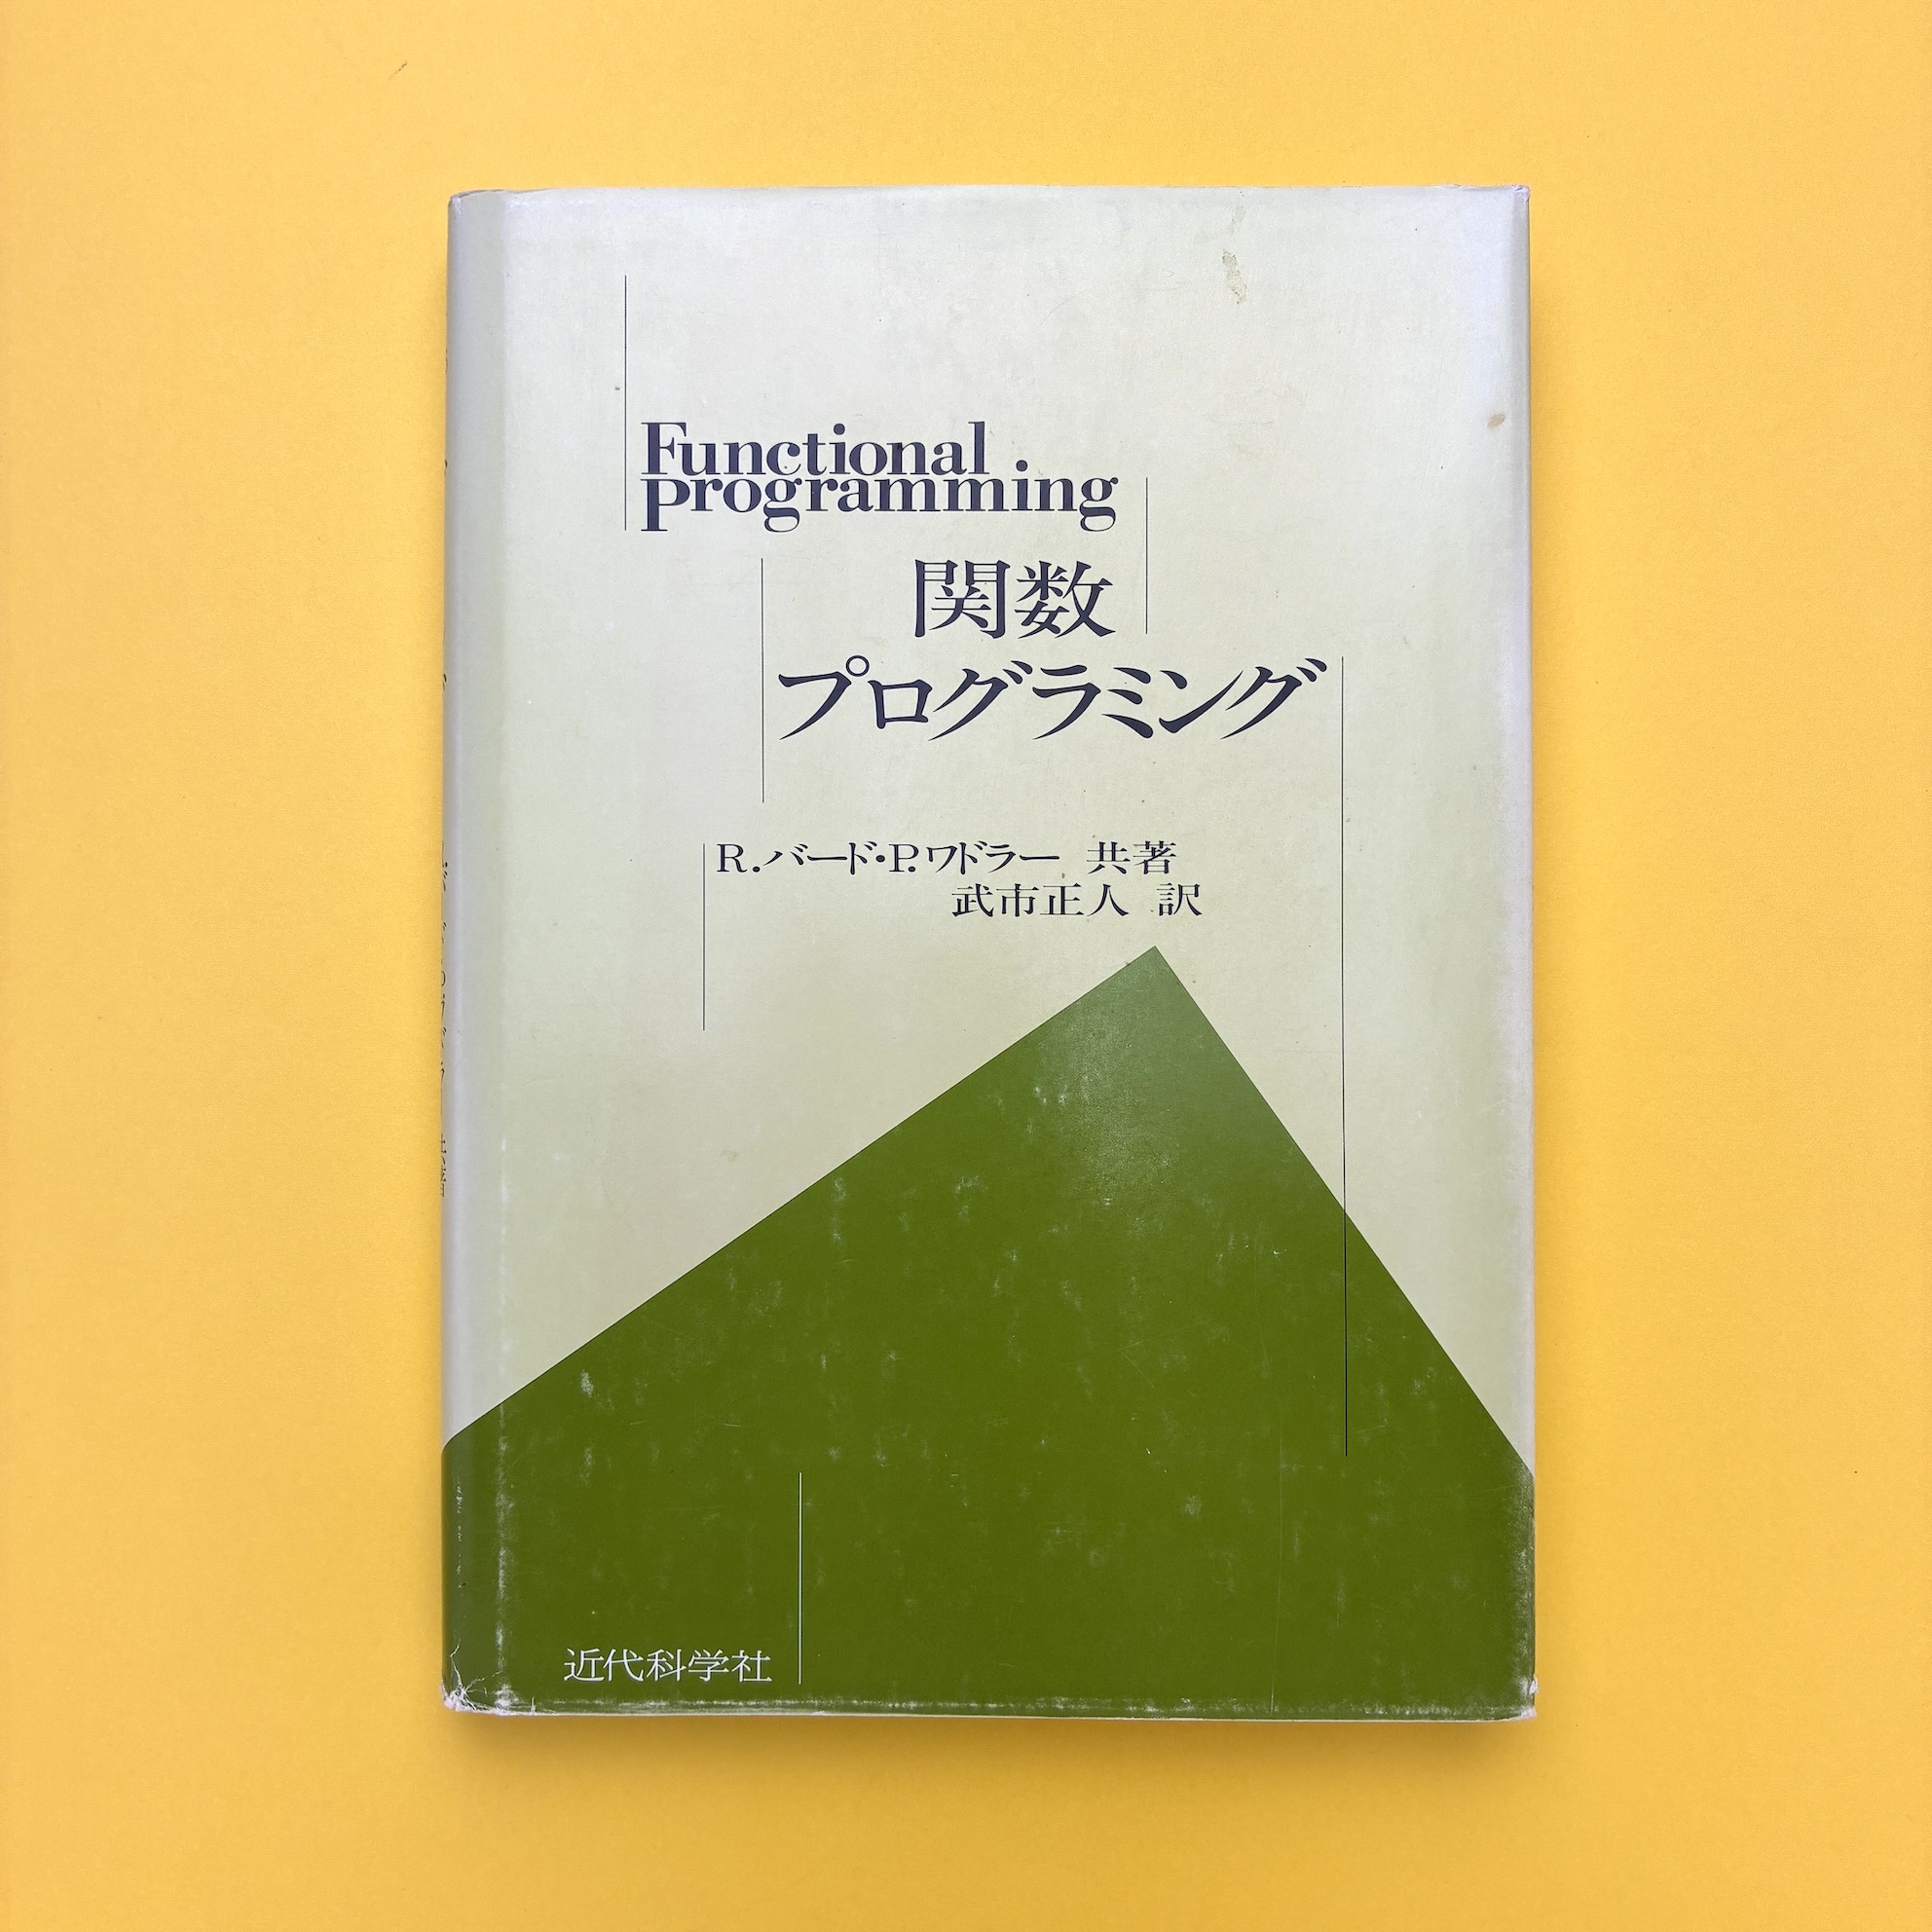 Functional
programming
関数
プログラミング
R.バード・P.ワドラー 共著
武市正人 訳
近代科学社